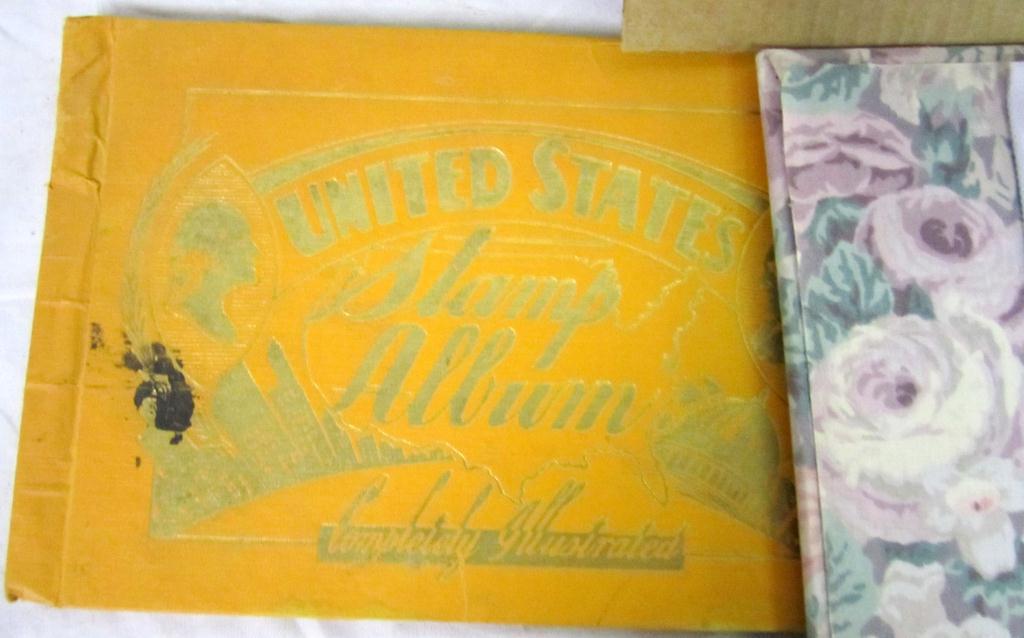 UNITED STATES
Stamp
Album
Completely Illustrated